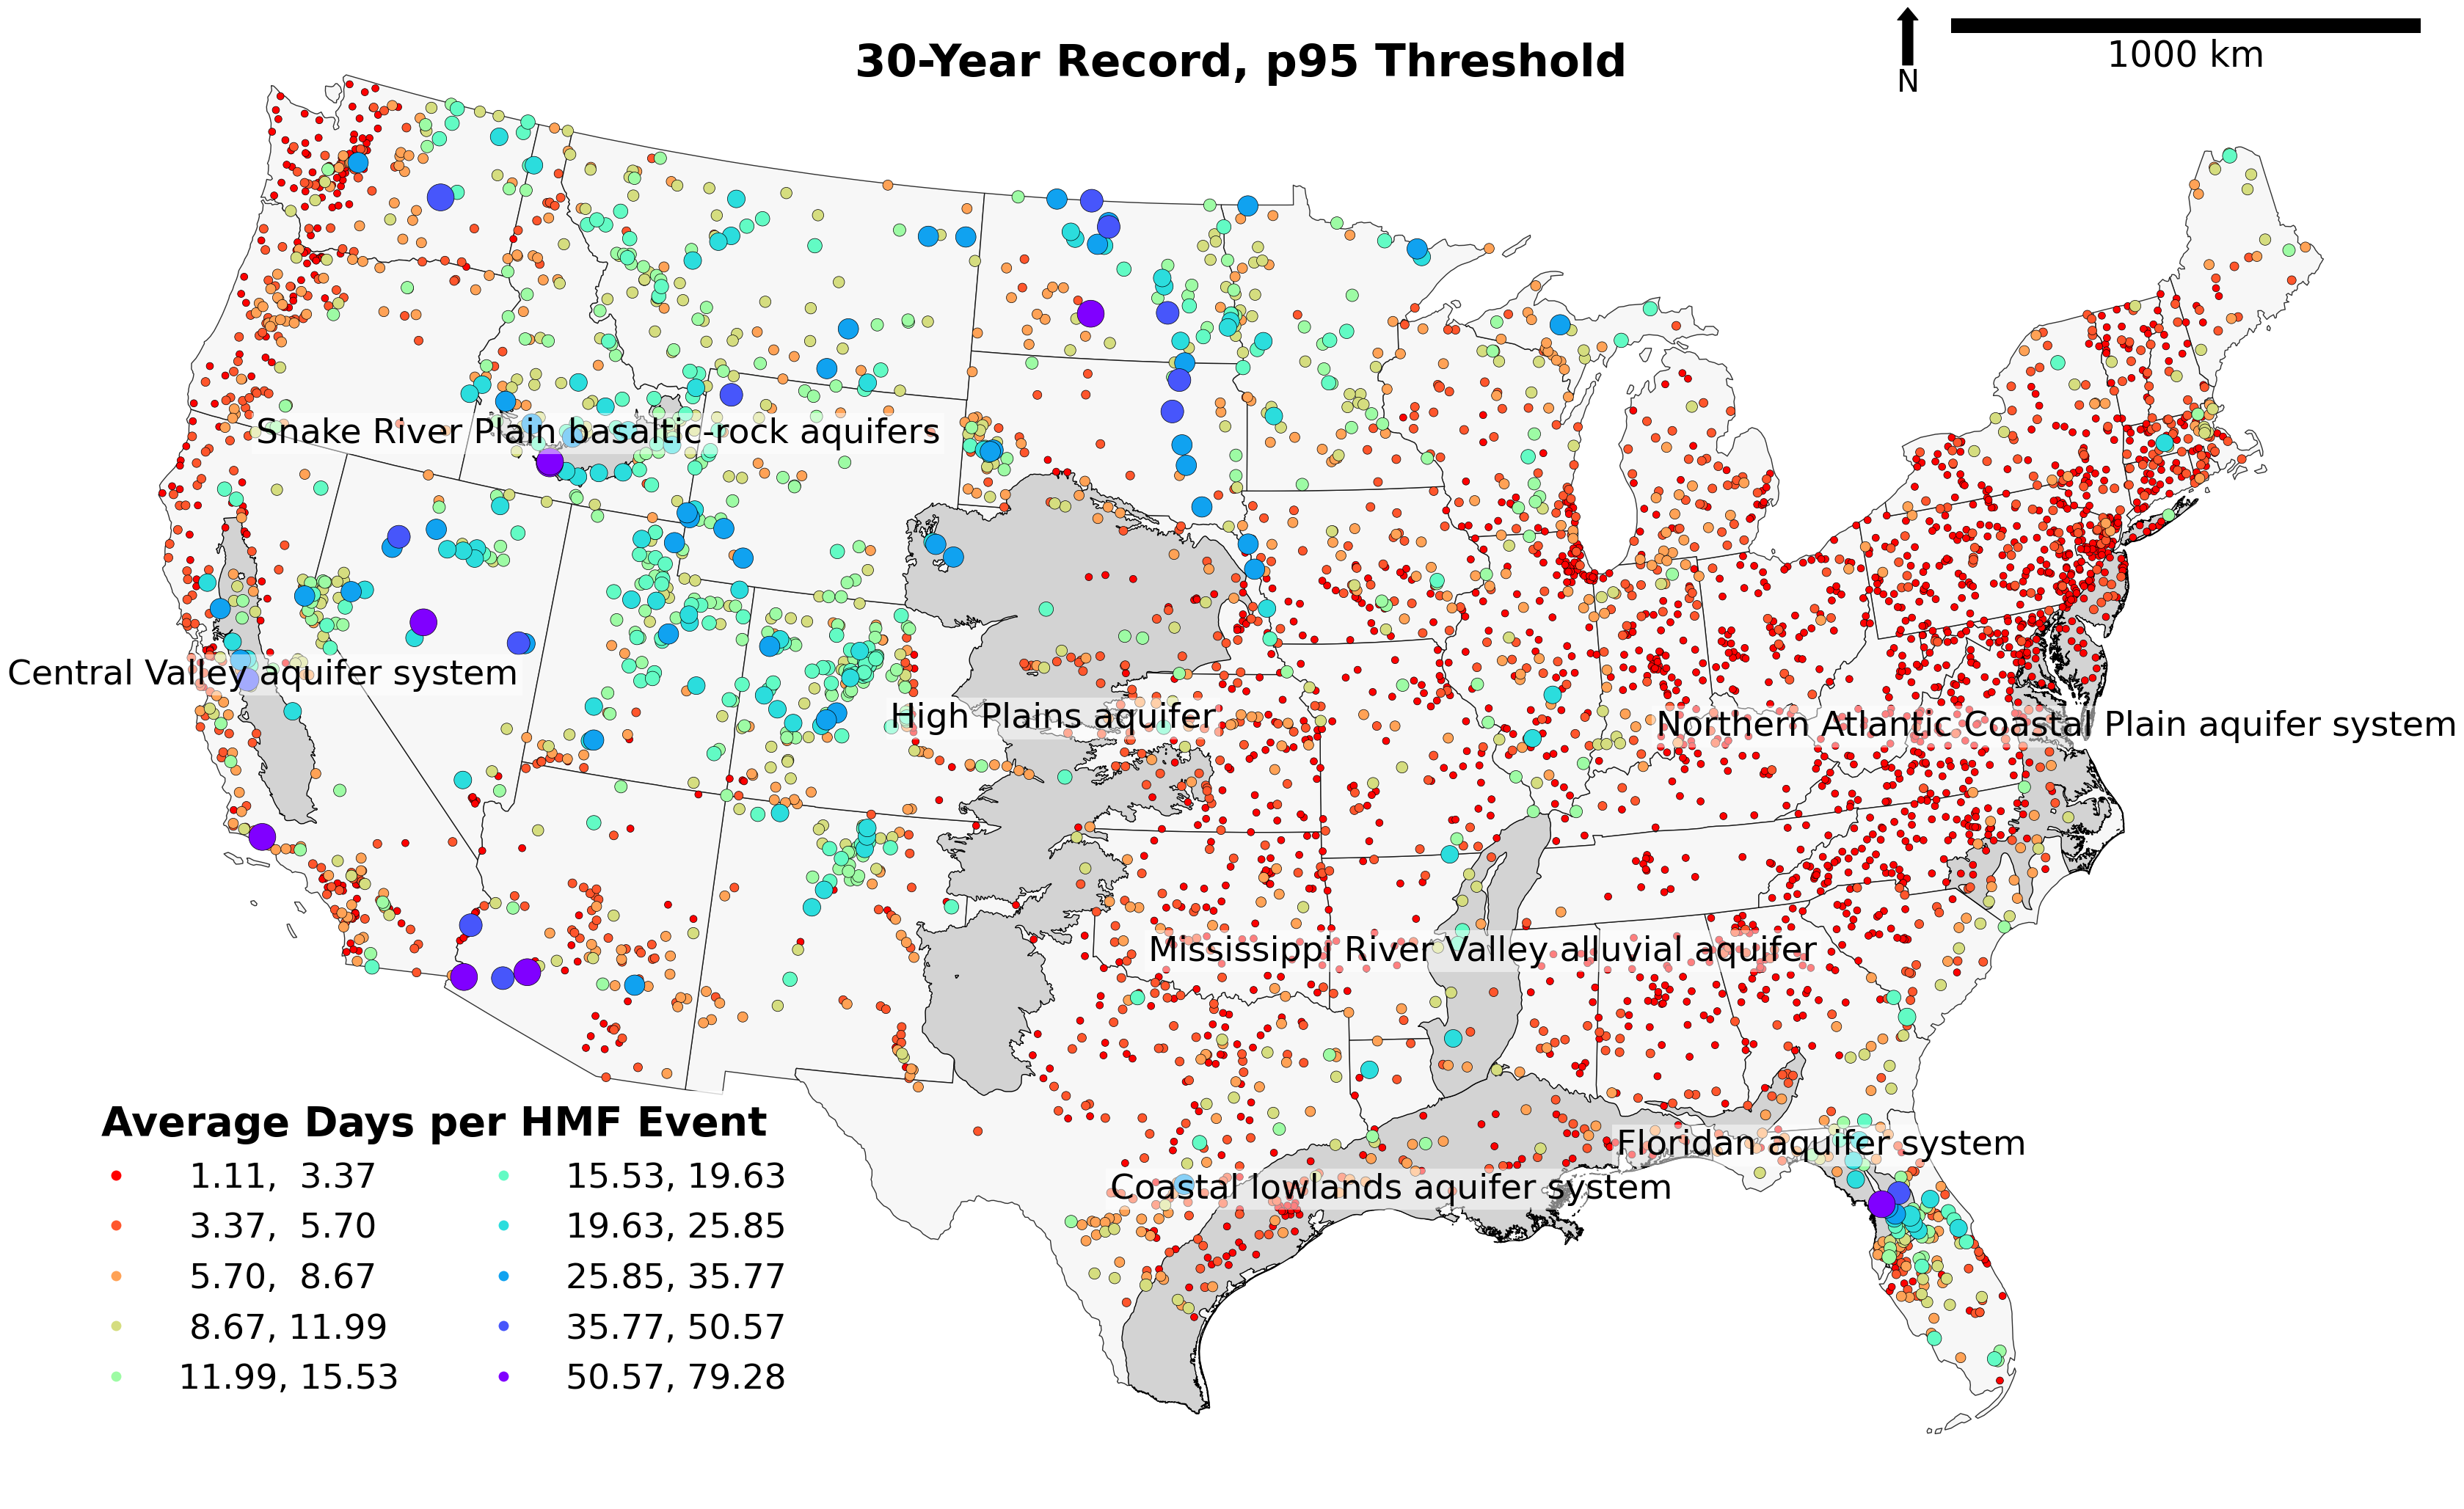 30-Year Record, p95 Threshold
N
1000 km
Snake River Plain basaltic-rock aquifers
Central Valley aquifer system
High Plains aquifer
Northern Atlantic Coastal Plain aquifer system
Mississippi River Valley alluvial aquifer
Floridan aquifer system
Coastal lowlands aquifer system
Average Days per HMF Event
1.11, 3.37
3.37, 5.70
5.70, 8.67
8.67, 11.99
11.99, 15.53
15.53, 19.63
19.63, 25.85
25.85, 35.77
35.77, 50.57
50.57, 79.28